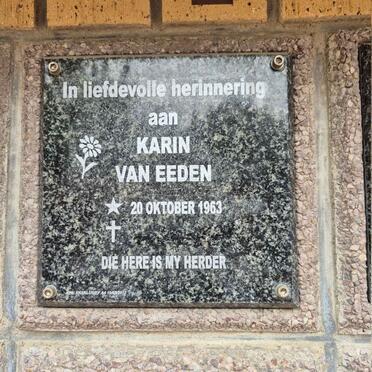 In liefdevolle herinnering
aan
KARIN
VAN EEDEN
20 OKTOBER 1963
DIE HERE IS MY HERDER